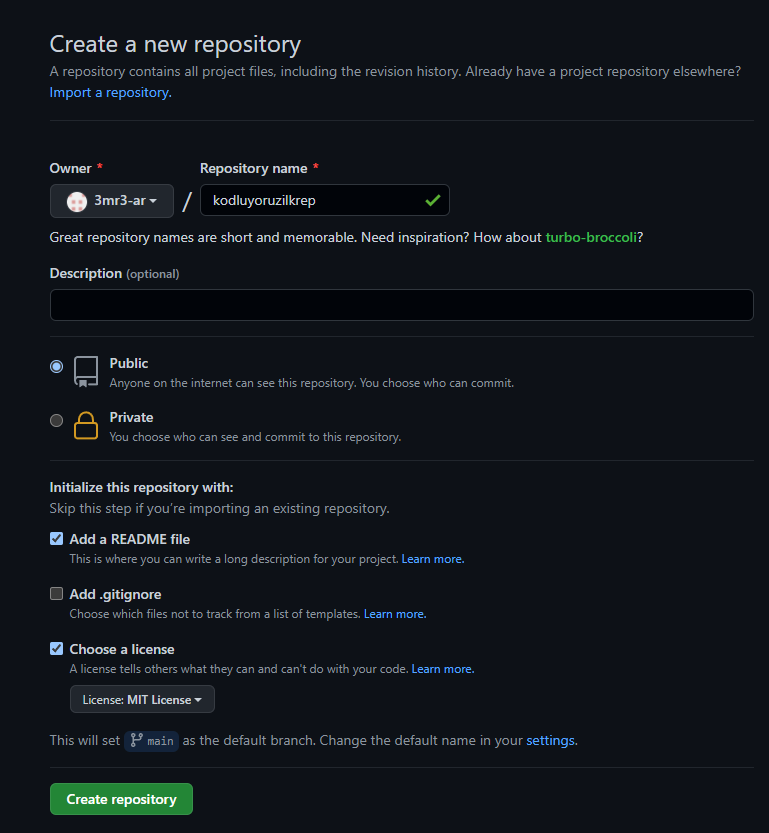 Create a new repository
A repository contains all project files, including the revision history. Already have a project repository elsewhere?
Import a repository.
Owner * Repository name *
3mr3-ar / kodluyoruzilkrep
Great repository names are short and memorable. Need inspiration? How about turbo-broccoli?
Description (optional)
Public
Anyone on the internet can see this repository. You choose who can commit.
Private
You choose who can see and commit to this repository.
Initialize this repository with:
Skip this step if you're importing an existing repository.
Add a README file
This is where you can write a long description for your project. Learn more.
Add .gitignore
Choose which files not to track from a list of templates. Learn more.
Choose a license
A license tells others what they can and can't do with your code. Learn more.
License: MIT License
This will set main as the default branch. Change the default name in your settings.
Create repository